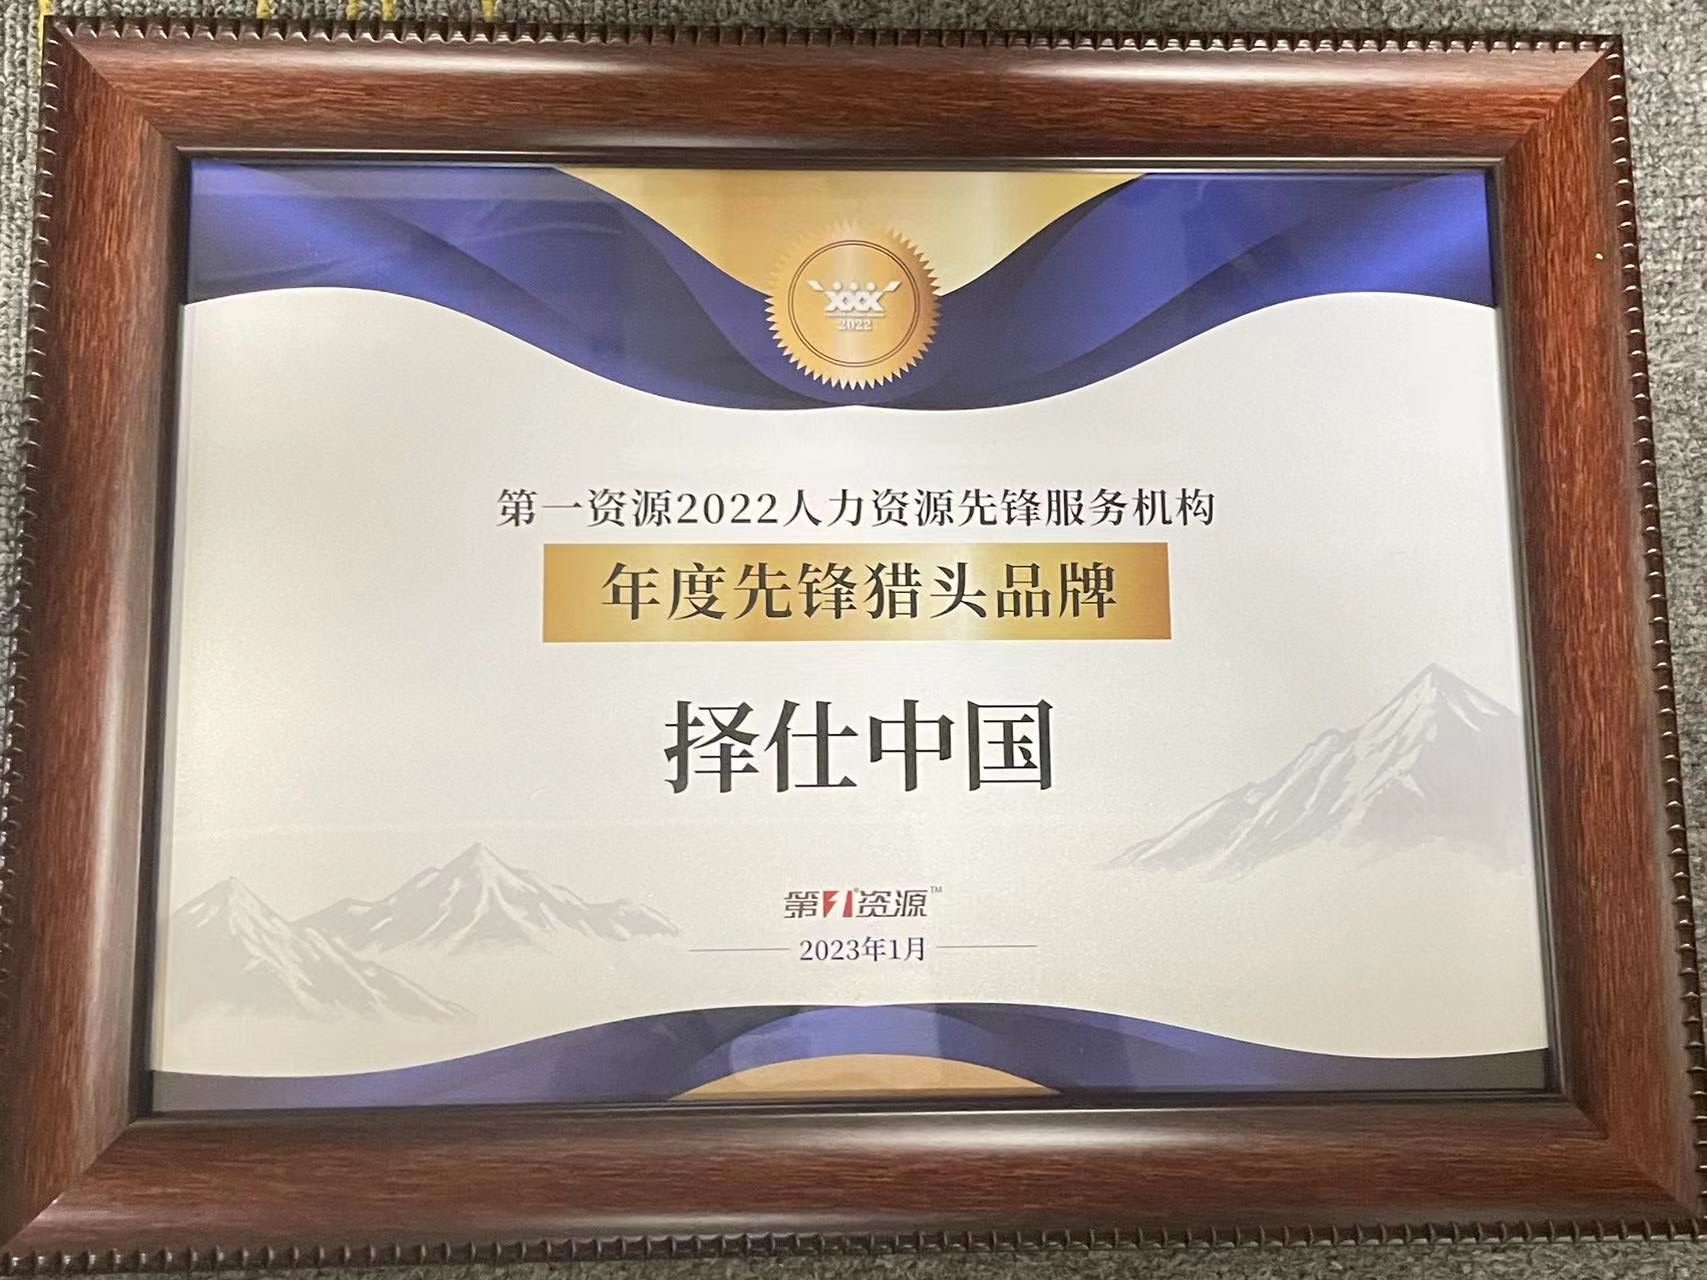 2022
第一资源2022人力资源先锋服务机构
年度先锋猎头品牌
择仕中国
第1资源™
2023年1月